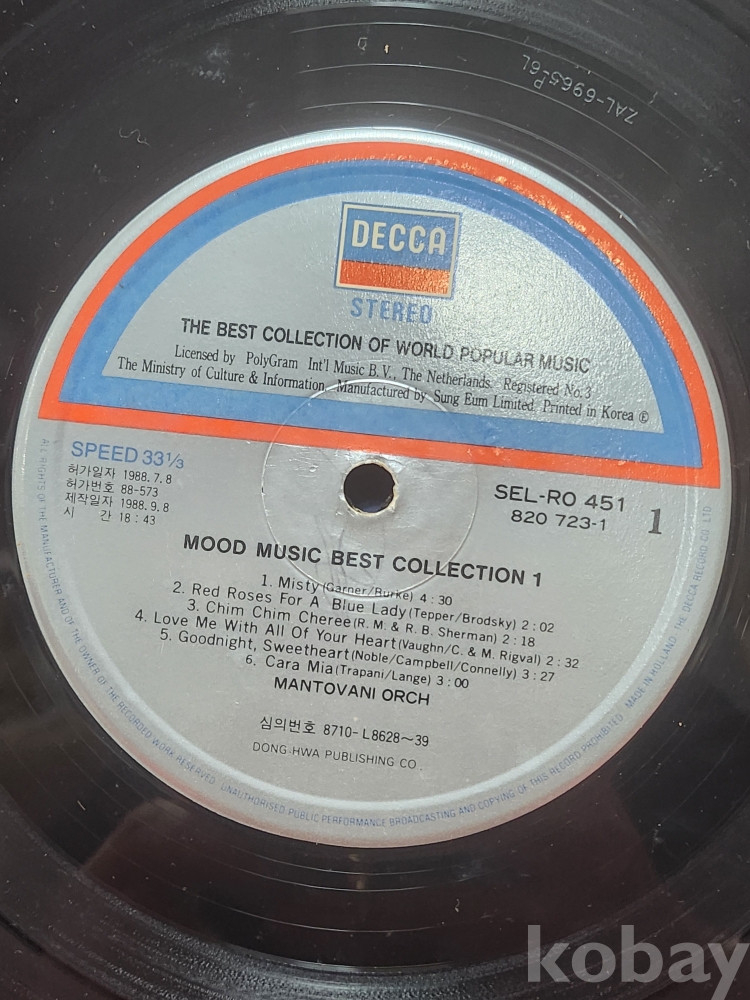 ZAL-6965-P6L
DECCA
STEREO
THE BEST COLLECTION OF WORLD POPULAR MUSIC
Licensed by PolyGram Int'l Music B.V., The Netherlands. Registered No.3
The Ministry of Culture & Information. Manufactured by Sung Eum Limited. Printed in Korea Ⓔ
SPEED 33 1/3
허가일자 1988.7.8
허가번호 88-573
제작일자 1988.9.8
시 간 18:43
SEL-RO 451
820 723-1
1
MOOD MUSIC BEST COLLECTION 1
1. Misty (Garner/Burke) 4:30
2. Red Roses For A Blue Lady (Tepper/Brodsky) 2:02
3. Chim Chim Cheree (R. M. & R. B. Sherman) 2:18
4. Love Me With All Of Your Heart (Vaughn/C. & M. Rigval) 2:32
5. Goodnight, Sweetheart (Noble/Campbell/Connelly) 3:27
6. Cara Mia (Trapani/Lange) 3:00
MANTOVANI ORCH
심의번호 8710-L8628~39
DONG-HWA PUBLISHING CO.
ALL RIGHTS OF THE MANUFACTURER AND OF THE OWNER OF THE RECORDED WORK RESERVED. UNAUTHORISED PUBLIC PERFORMANCE BROADCASTING AND COPYING OF THIS RECORD PROHIBITED. MADE IN HOLLAND THE DECCA RECORD CO. LTD.
kobay